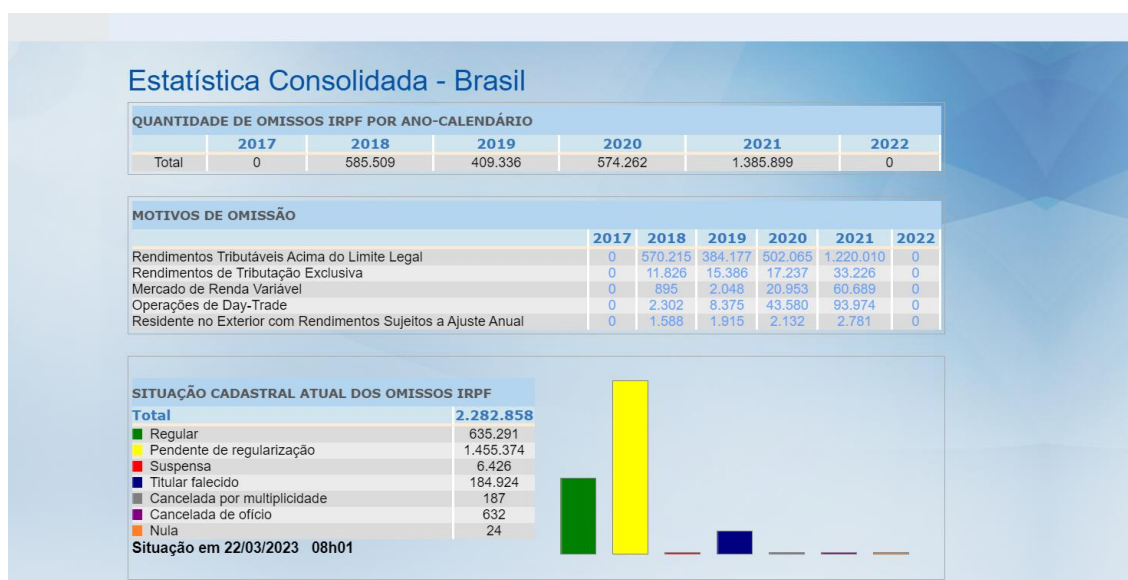 Estatística Consolidada - Brasil
QUANTIDADE DE OMISSOS IRPF POR ANO-CALENDÁRIO
2017 2018 2019 2020 2021 2022
Total 0 585.509 409.336 574.262 1.385.899 0
MOTIVOS DE OMISSÃO
2017 2018 2019 2020 2021 2022
Rendimentos Tributáveis Acima do Limite Legal 0 570.215 384.177 502.065 1.220.010 0
Rendimentos de Tributação Exclusiva 0 11.826 15.386 17.237 33.226 0
Mercado de Renda Variável 0 895 2.048 20.953 60.689 0
Operações de Day-Trade 0 2.302 8.375 43.580 93.974 0
Residente no Exterior com Rendimentos Sujeitos a Ajuste Anual 0 1.588 1.915 2.132 2.781 0
SITUAÇÃO CADASTRAL ATUAL DOS OMISSOS IRPF
Total 2.282.858
Regular 635.291
Pendente de regularização 1.455.374
Suspensa 6.426
Titular falecido 184.924
Cancelada por multiplicidade 187
Cancelada de ofício 632
Nula 24
Situação em 22/03/2023 08h01